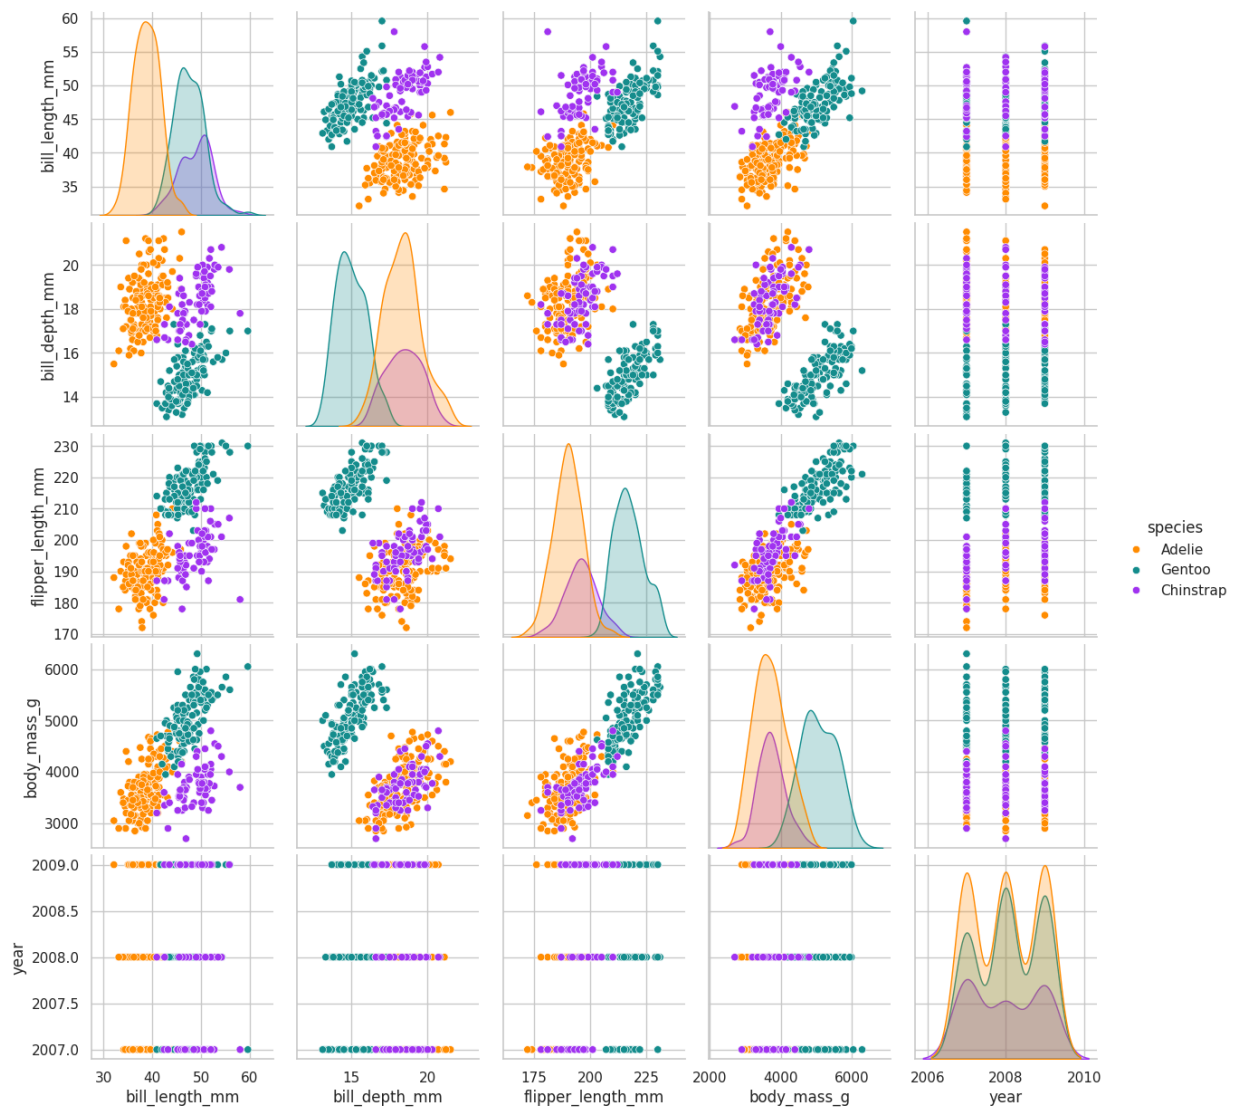 60
55
50
45
40
35
bill_length_mm
20
18
16
14
bill_depth_mm
230
220
210
200
190
180
170
flipper_length_mm
6000
5000
4000
3000
body_mass_g
2009.0
2008.5
2008.0
2007.5
2007.0
year
30 40 50 60
bill_length_mm
15 20
bill_depth_mm
175 200 225
flipper_length_mm
2000 4000 6000
body_mass_g
2006 2008 2010
year
species
Adelie
Gentoo
Chinstrap